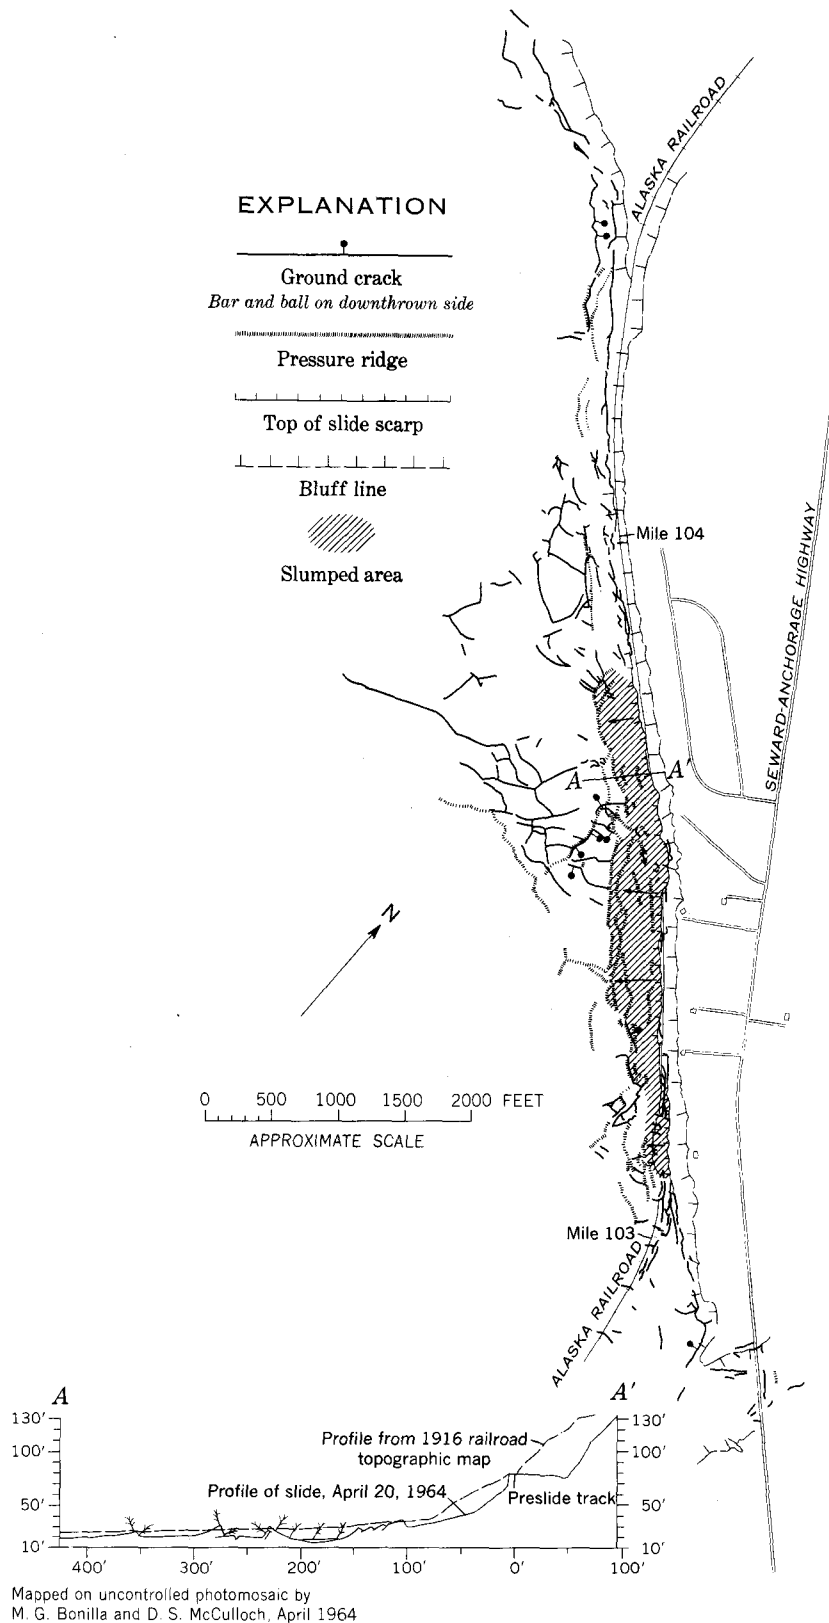 ALASKA RAILROAD
EXPLANATION
Ground crack
Bar and ball on downthrown side
Pressure ridge
Top of slide scarp
Bluff line
Slumped area
Mile 104
SEWARD-ANCHORAGE HIGHWAY
A
A'
N
0 500 1000 1500 2000 FEET
APPROXIMATE SCALE
Mile 103
ALASKA RAILROAD
A
A'
130'
100'
50'
10'
Profile from 1916 railroad
topographic map
Profile of slide, April 20, 1964
Preslide track
130'
100'
50'
10'
400' 300' 200' 100' 0' 100'
Mapped on uncontrolled photomosaic by
M. G. Bonilla and D. S. McCulloch, April 1964